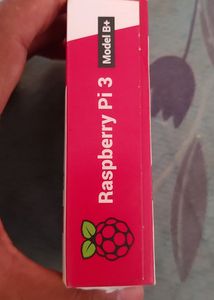 Raspberry Pi 3
Model B+